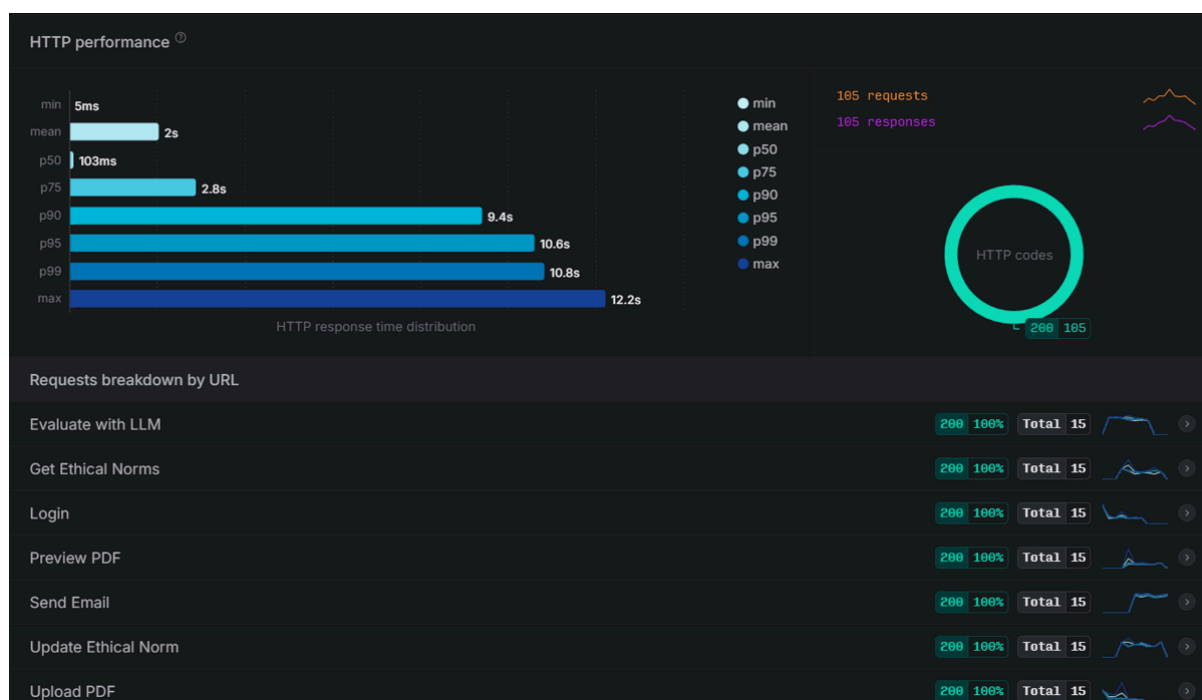 HTTP performance ?
min 5ms
mean 2s
p50 103ms
p75 2.8s
p90 9.4s
p95 10.6s
p99 10.8s
max 12.2s
HTTP response time distribution
min
mean
p50
p75
p90
p95
p99
max
105 requests
105 responses
HTTP codes
200 105
Requests breakdown by URL
Evaluate with LLM 200 100% Total 15
Get Ethical Norms 200 100% Total 15
Login 200 100% Total 15
Preview PDF 200 100% Total 15
Send Email 200 100% Total 15
Update Ethical Norm 200 100% Total 15
Upload PDF 200 100% Total 15